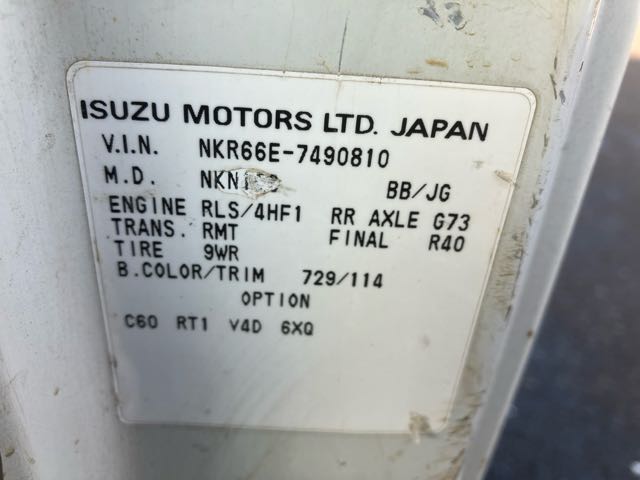 ISUZU MOTORS LTD. JAPAN
V.I.N. NKR66E-7490810
M.D. BB/JG
ENGINE RLS/4HF1 RR AXLE G73
TRANS. RMT FINAL R40
TIRE 9WR
B.COLOR/TRIM 729/114
OPTION
C60 RT1 V4D 6XQ